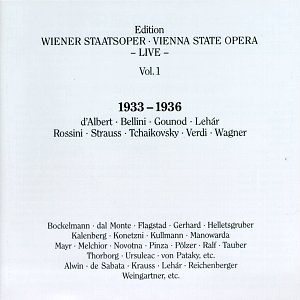 Edition
WIENER STAATSOPER · VIENNA STATE OPERA
– LIVE –
Vol. 1
1933 – 1936
d'Albert · Bellini · Gounod · Lehár
Rossini · Strauss · Tchaikovsky · Verdi · Wagner
Bockelmann · dal Monte · Flagstad · Gerhard · Helletsgruber
Kalenberg · Konetzni · Kullmann · Manowarda
Mayr · Melchior · Novotna · Pinza · Pölzer · Ralf · Tauber
Thorborg · Ursuleac · von Pataky, etc.
Alwin · de Sabata · Krauss · Lehár · Reichenberger
Weingartner, etc.